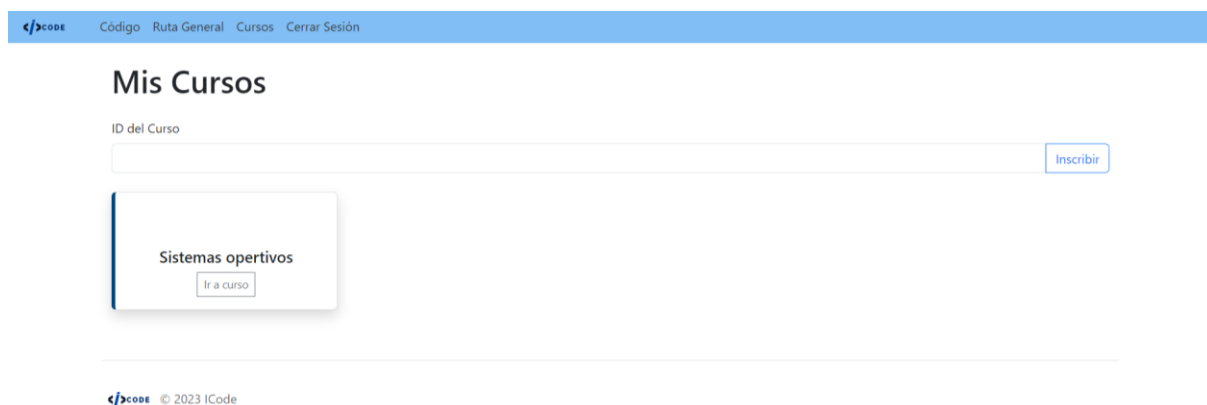 </>CODE Código Ruta General Cursos Cerrar Sesión
Mis Cursos
ID del Curso
Inscribir
Sistemas opertivos
Ir a curso
</>CODE © 2023 ICode